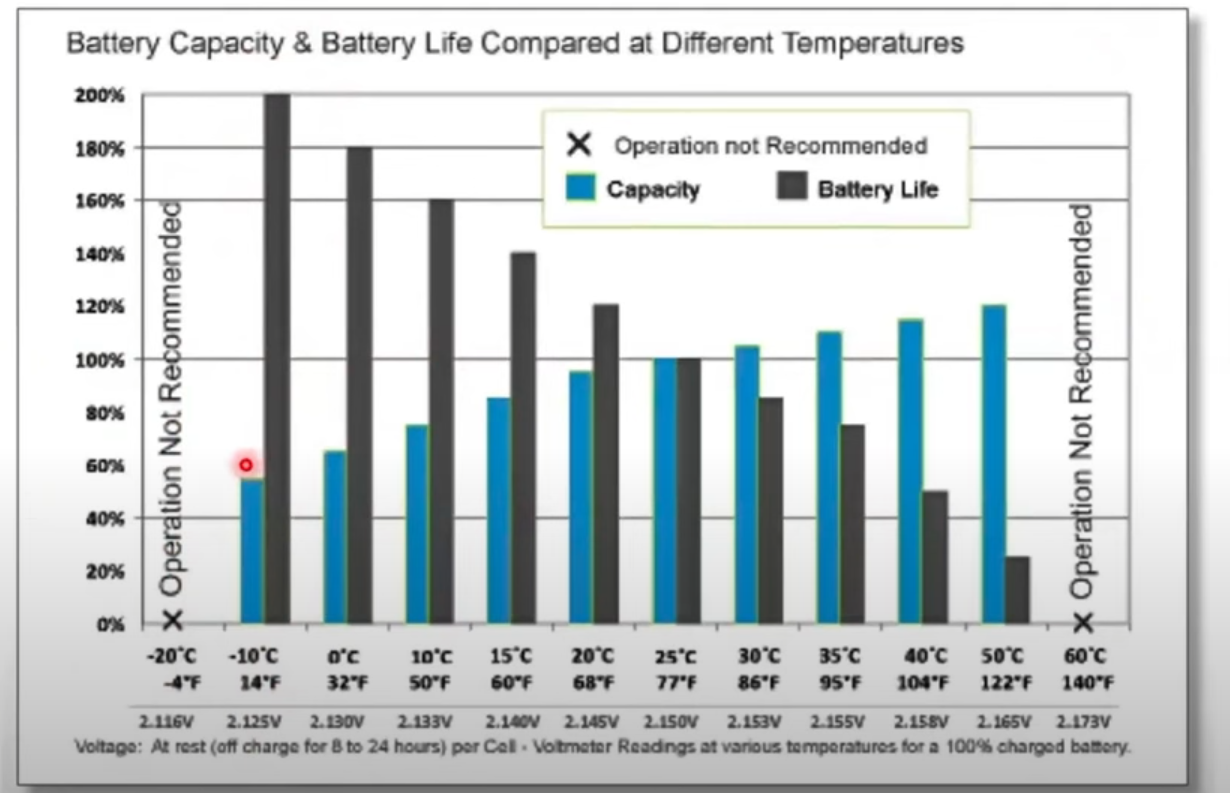 Battery Capacity & Battery Life Compared at Different Temperatures
200%
180%
160%
140%
120%
100%
80%
60%
40%
20%
0%
Operation not Recommended
Capacity Battery Life
Operation Not Recommended
Operation Not Recommended
-20°C -10°C 0°C 10°C 15°C 20°C 25°C 30°C 35°C 40°C 50°C 60°C
-4°F 14°F 32°F 50°F 60°F 68°F 77°F 86°F 95°F 104°F 122°F 140°F
2.116V 2.125V 2.130V 2.133V 2.140V 2.145V 2.150V 2.153V 2.155V 2.158V 2.165V 2.173V
Voltage: At rest (off charge for 8 to 24 hours) per Cell - Voltmeter Readings at various temperatures for a 100% charged battery.